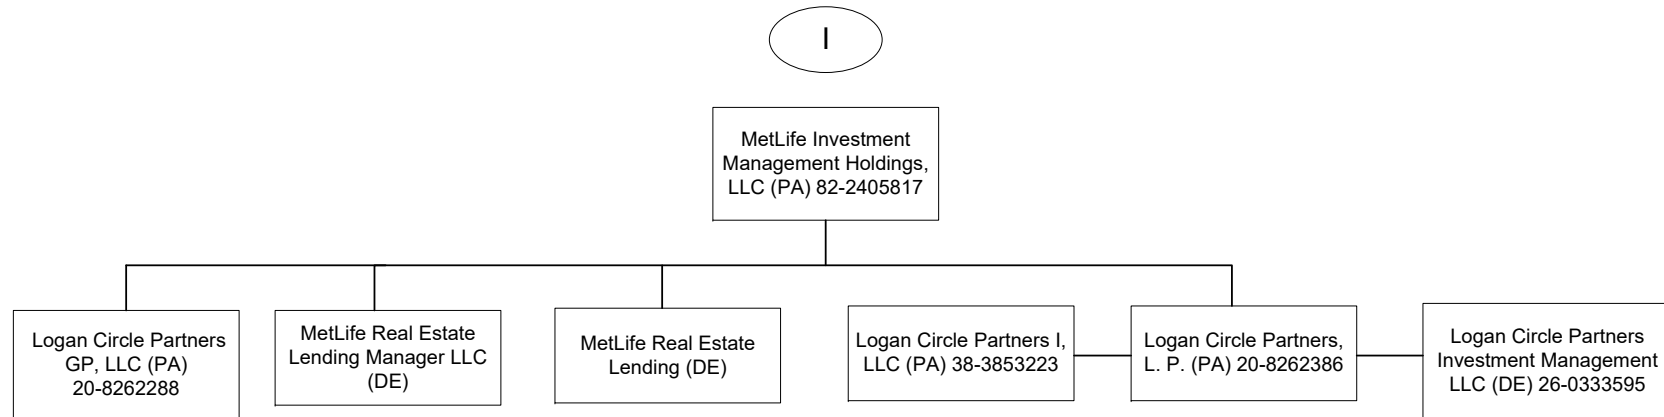 I
MetLife Investment
Management Holdings,
LLC (PA) 82-2405817
Logan Circle Partners
GP, LLC (PA)
20-8262288
MetLife Real Estate
Lending Manager LLC
(DE)
MetLife Real Estate
Lending (DE)
Logan Circle Partners I,
LLC (PA) 38-3853223
Logan Circle Partners,
L. P. (PA) 20-8262386
Logan Circle Partners
Investment Management
LLC (DE) 26-0333595